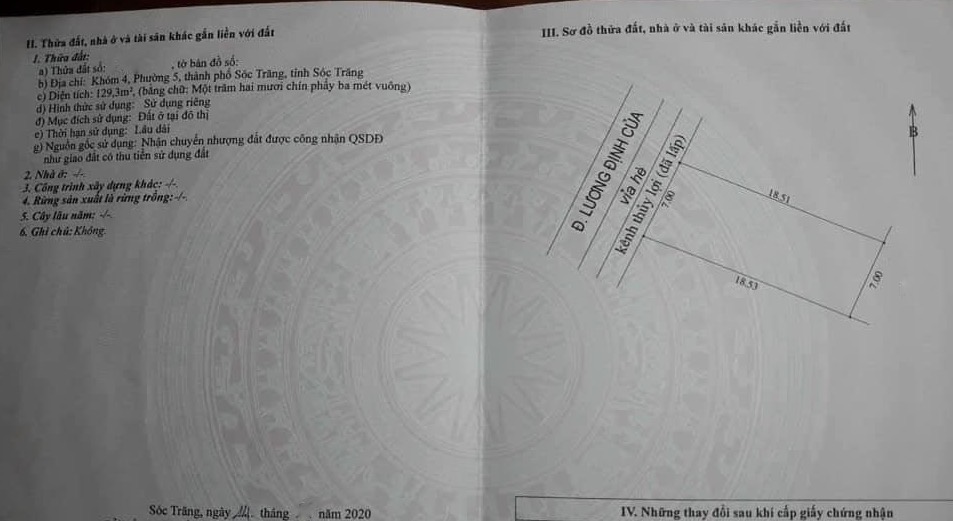 II. Thửa đất, nhà ở và tài sản khác gắn liền với đất
1. Thửa đất:
a) Thửa đất số: , tờ bản đồ số:
b) Địa chỉ: Khóm 4, Phường 5, thành phố Sóc Trăng, tỉnh Sóc Trăng
c) Diện tích: 129,3m², (bằng chữ: Một trăm hai mươi chín phẩy ba mét vuông)
d) Hình thức sử dụng: Sử dụng riêng
đ) Mục đích sử dụng: Đất ở tại đô thị
e) Thời hạn sử dụng: Lâu dài
g) Nguồn gốc sử dụng: Nhận chuyển nhượng đất được công nhận QSDĐ
như giao đất có thu tiền sử dụng đất
2. Nhà ở: -/-.
3. Công trình xây dựng khác: -/-.
4. Rừng sản xuất là rừng trồng: -/-.
5. Cây lâu năm: -/-.
6. Ghi chú: Không.
Sóc Trăng, ngày tháng năm 2020
III. Sơ đồ thửa đất, nhà ở và tài sản khác gắn liền với đất
B
Đ. LƯƠNG ĐỊNH CỦA
vỉa hè
kênh thủy lợi (đã lấp)
7.00
18.51
18.53
7.00
IV. Những thay đổi sau khi cấp giấy chứng nhận